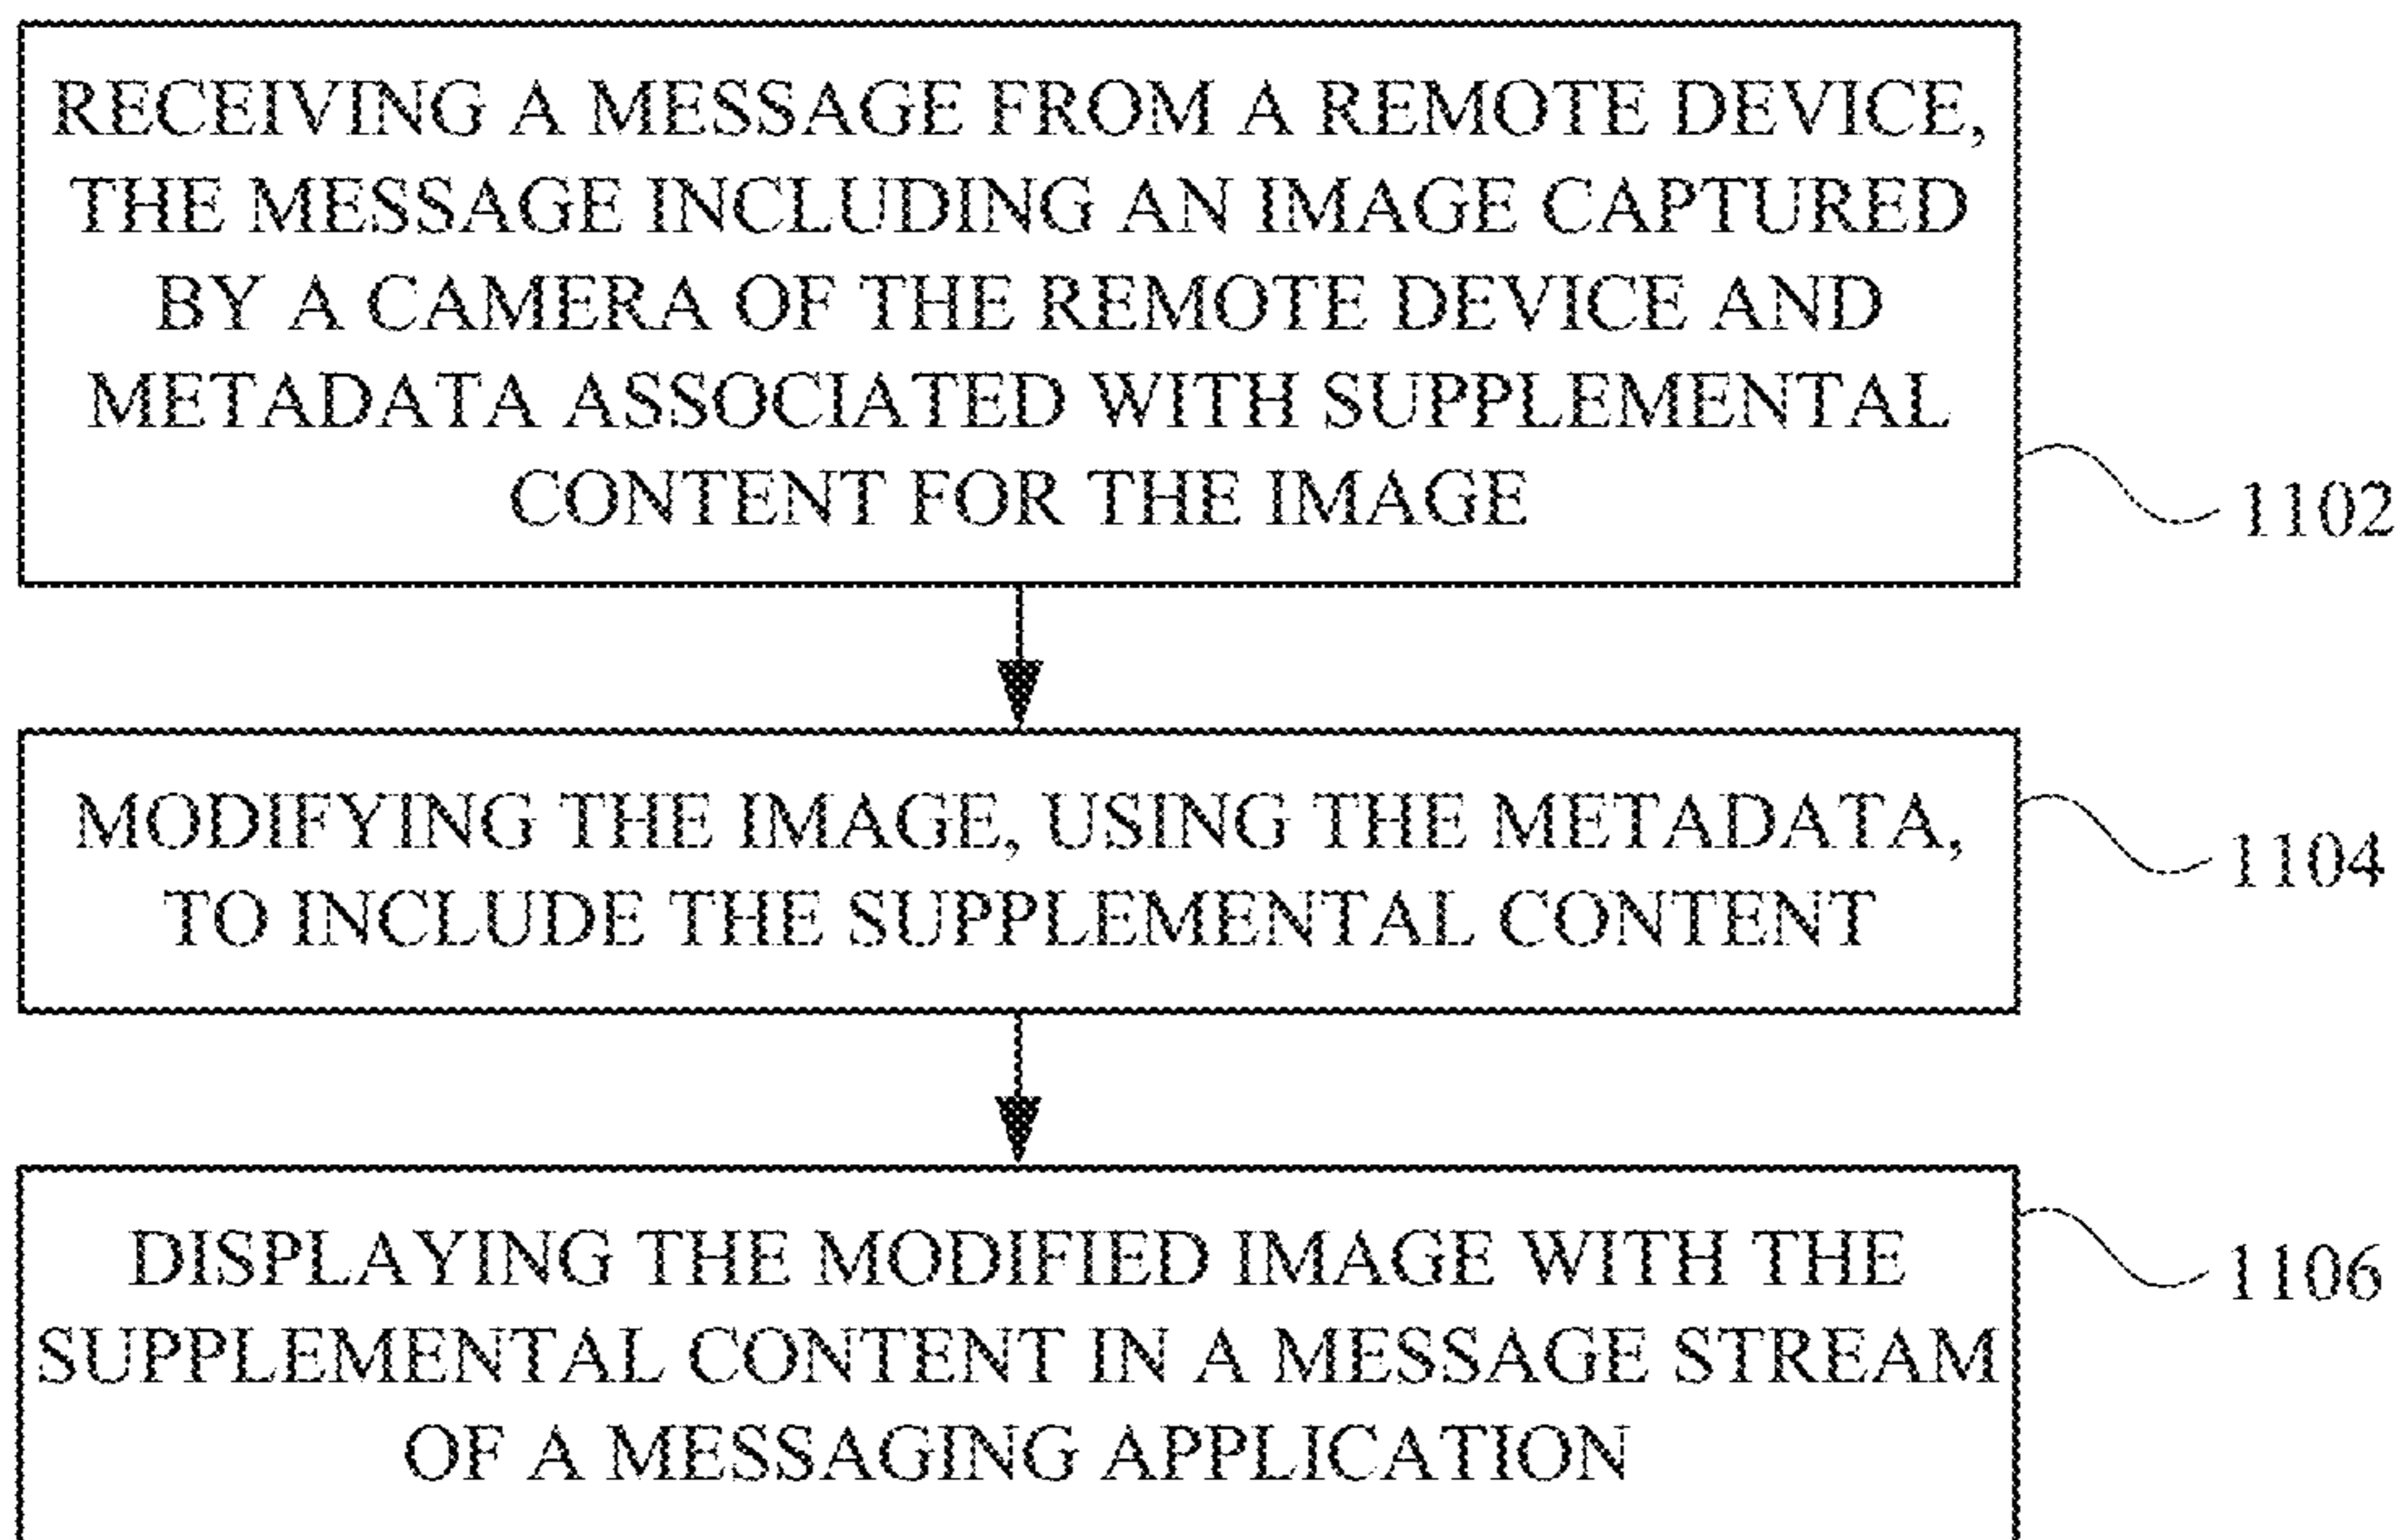 RECEIVING A MESSAGE FROM A REMOTE DEVICE,
THE MESSAGE INCLUDING AN IMAGE CAPTURED
BY A CAMERA OF THE REMOTE DEVICE AND
METADATA ASSOCIATED WITH SUPPLEMENTAL
CONTENT FOR THE IMAGE
1102
MODIFYING THE IMAGE, USING THE METADATA,
TO INCLUDE THE SUPPLEMENTAL CONTENT
1104
DISPLAYING THE MODIFIED IMAGE WITH THE
SUPPLEMENTAL CONTENT IN A MESSAGE STREAM
OF A MESSAGING APPLICATION
1106